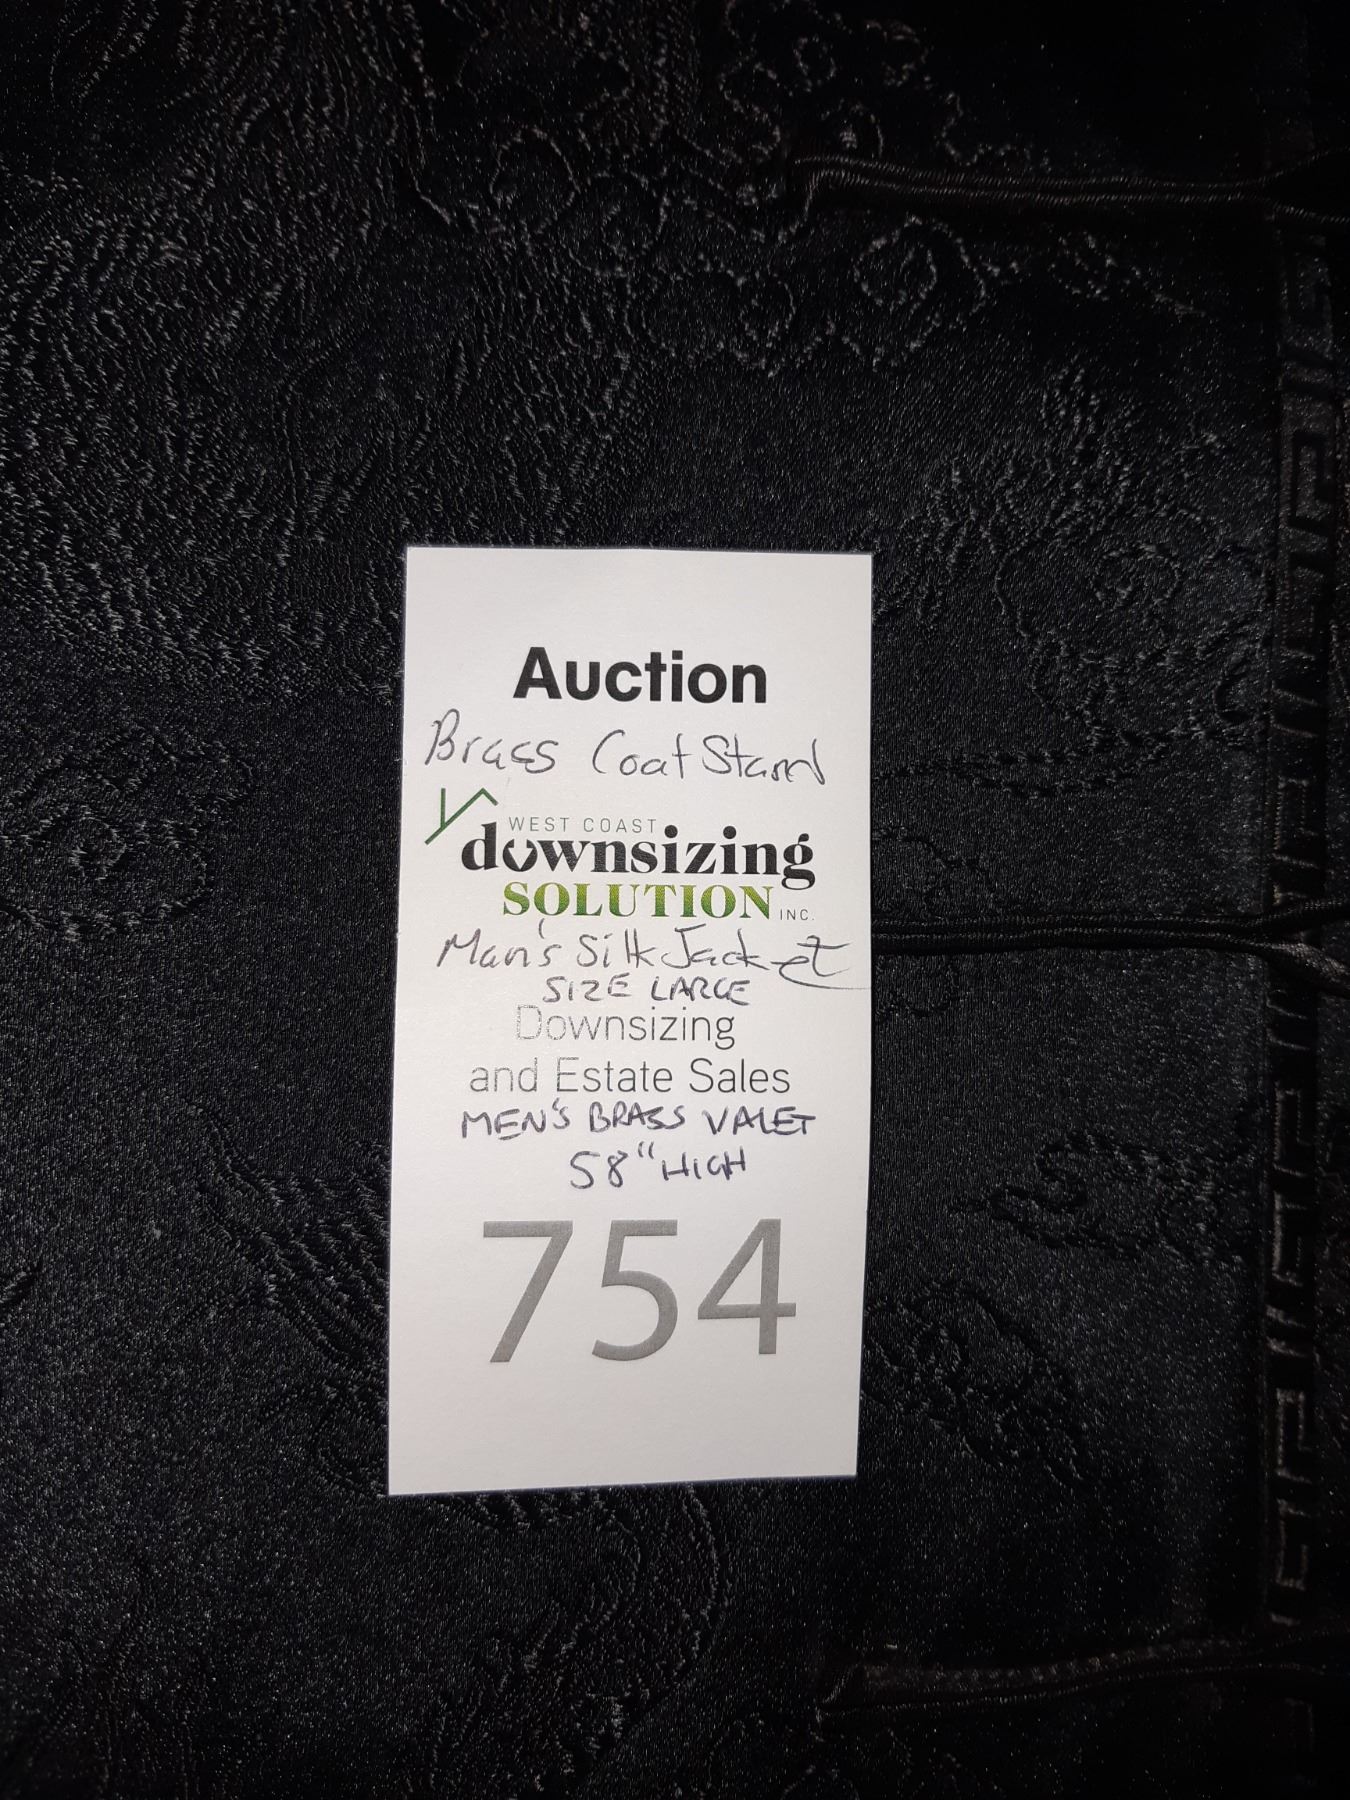 Auction
Brass Coat Stand
WEST COAST
downsizing
SOLUTION INC.
Man's Silk Jacket
SIZE LARGE
Downsizing
and Estate Sales
MEN'S BRASS VALET
58" HIGH
754